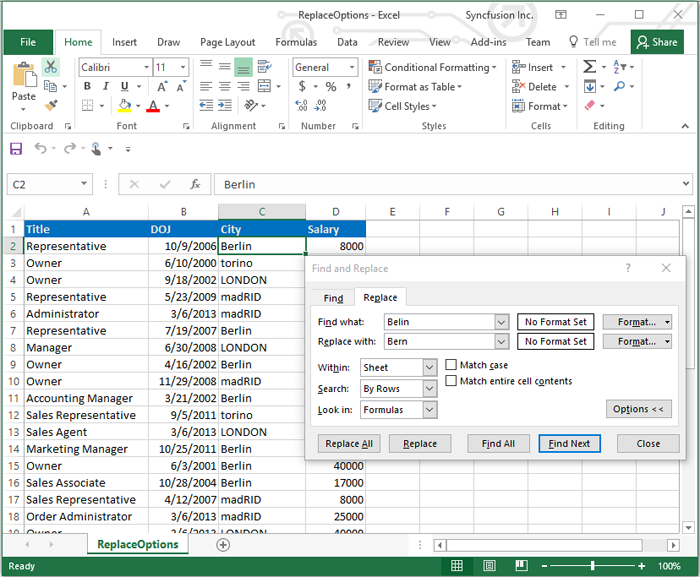 ReplaceOptions - Excel Syncfusion Inc.
File Home Insert Draw Page Layout Formulas Data Review View Add-ins Team Tell me Share
Paste
Calibri 11
B I U
A A
General
$ % ,
Conditional Formatting
Format as Table
Cell Styles
Insert
Delete
Format
Clipboard Font Alignment Number Styles Cells Editing
C2 fx Berlin
A B C D E F G H I J
1 Title DOJ City Salary
2 Representative 10/9/2006 Berlin 8000
3 Owner 6/10/2000 torino
4 Owner 9/18/2002 LONDON
5 Representative 5/23/2009 madRID
6 Administrator 3/6/2013 madRID
7 Representative 7/19/2007 Berlin
8 Manager 6/30/2008 LONDON
9 Owner 4/16/2002 Berlin
10 Owner 11/29/2008 madRID
11 Accounting Manager 3/21/2002 Berlin
12 Sales Representative 9/5/2011 torino
13 Sales Agent 3/6/2013 LONDON
14 Marketing Manager 10/25/2011 Berlin
15 Owner 6/3/2001 Berlin 40000
16 Sales Associate 10/28/2004 Berlin 17000
17 Sales Representative 4/12/2007 madRID 8000
18 Order Administrator 3/6/2013 madRID 25000
Find and Replace ?
Find Replace
Find what: Belin No Format Set Format...
Replace with: Bern No Format Set Format...
Within: Sheet Match case
Search: By Rows Match entire cell contents
Look in: Formulas Options <<
Replace All Replace Find All Find Next Close
ReplaceOptions
Ready 100%